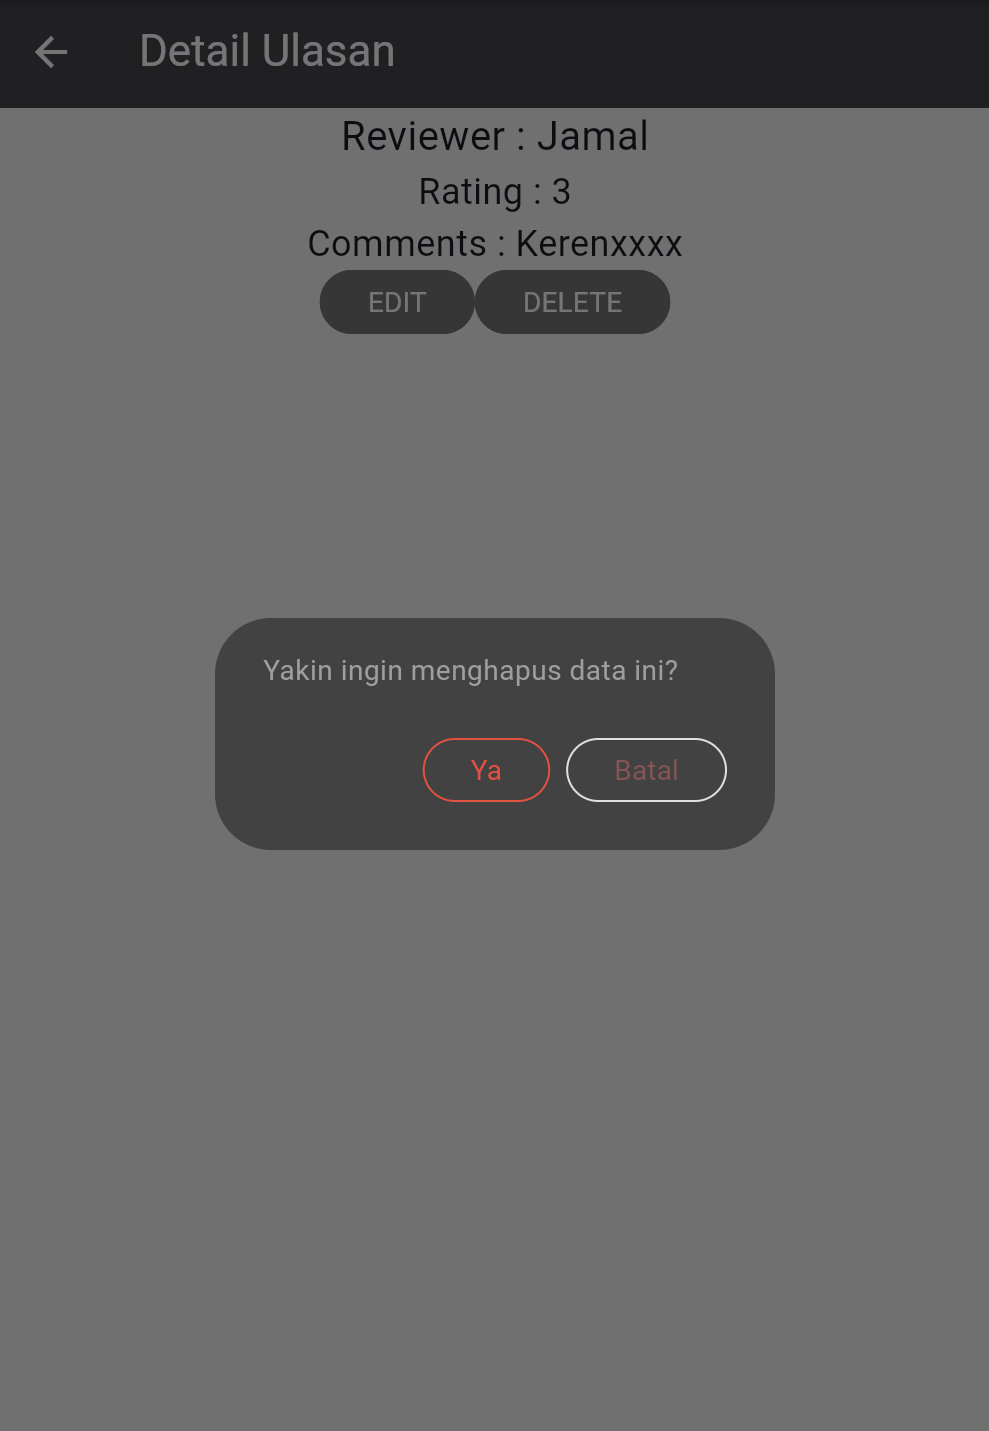 Detail Ulasan
Reviewer : Jamal
Rating : 3
Comments : Kerenxxxx
EDIT DELETE
Yakin ingin menghapus data ini?
Ya Batal